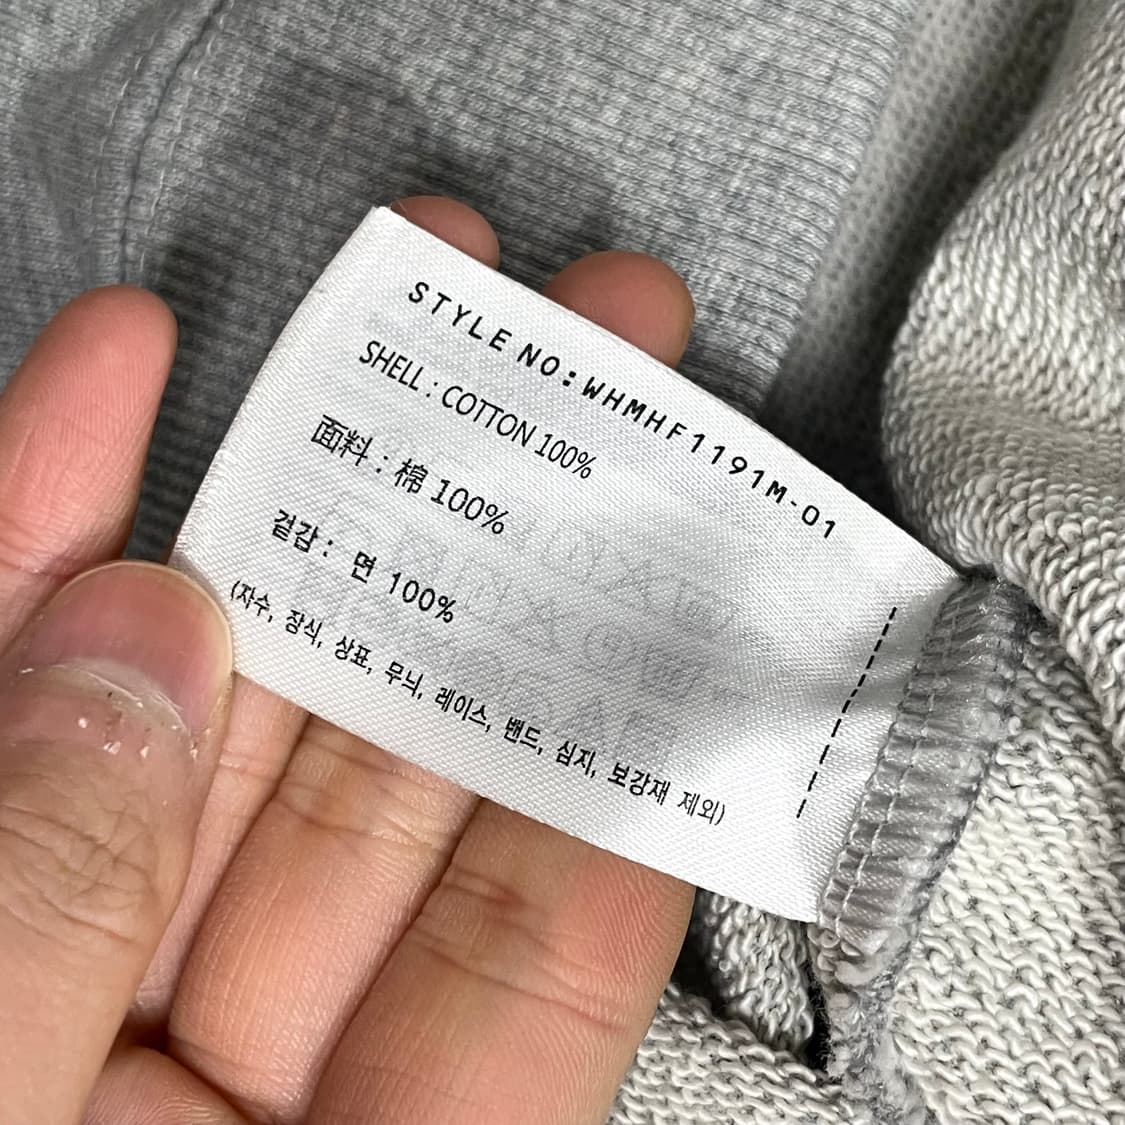 STYLE NO:WHMHF1191M-01
SHELL : COTTON 100%
面料 : 棉 100%
겉감 : 면 100%
(자수, 장식, 상표, 무늬, 레이스, 밴드, 심지, 보강재 제외)